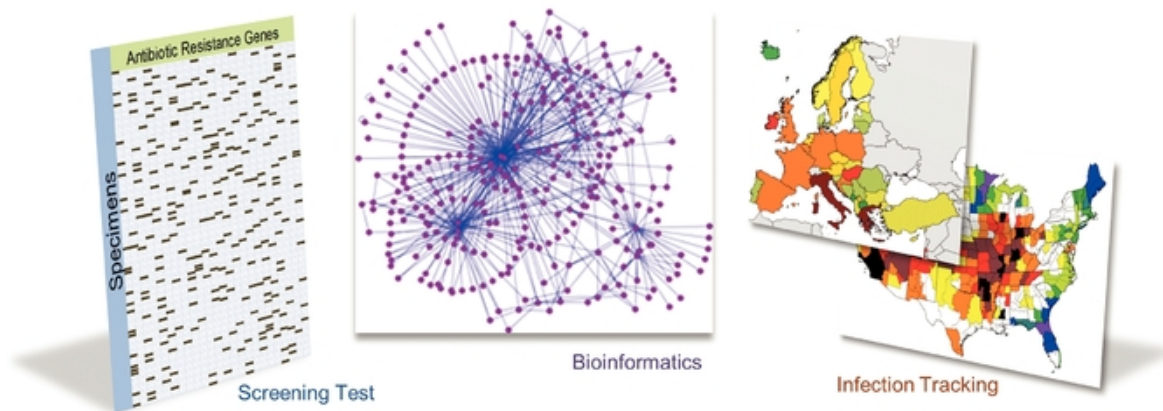 Antibiotic Resistance Genes
Specimens
Screening Test
Bioinformatics
Infection Tracking